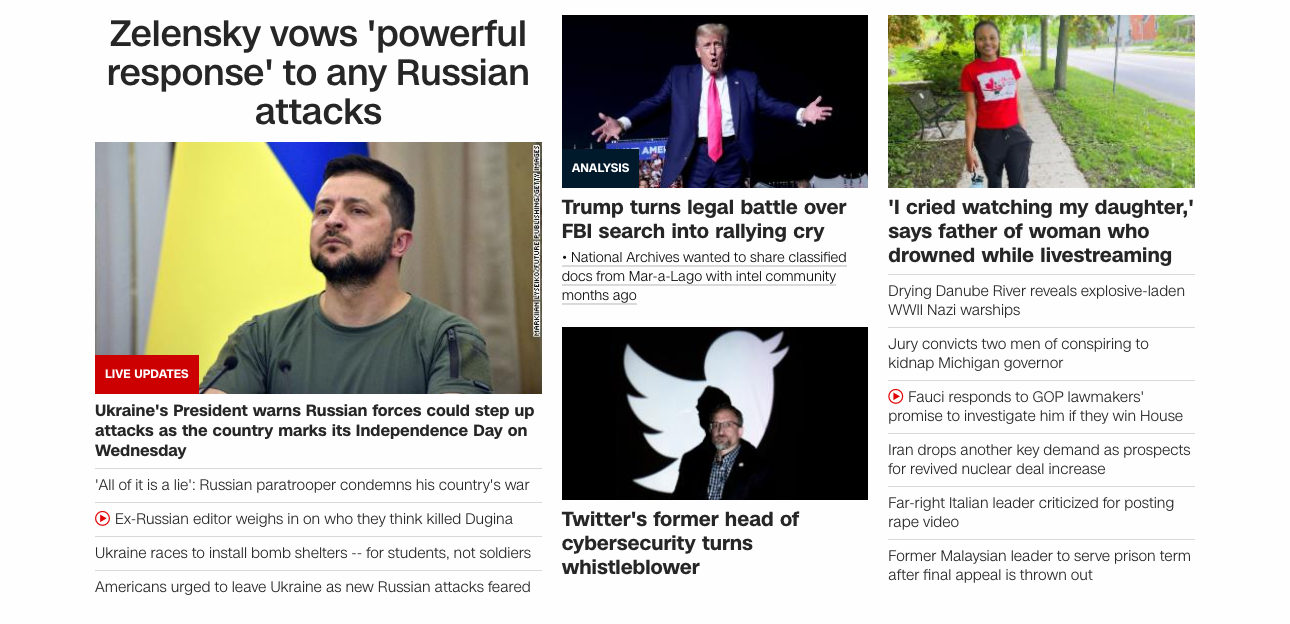 Zelensky vows 'powerful
response' to any Russian
attacks
MARKIIAN LYSEIKO/FUTURE PUBLISHING/GETTY IMAGES
LIVE UPDATES
Ukraine's President warns Russian forces could step up
attacks as the country marks its Independence Day on
Wednesday
'All of it is a lie': Russian paratrooper condemns his country's war
Ex-Russian editor weighs in on who they think killed Dugina
Ukraine races to install bomb shelters -- for students, not soldiers
Americans urged to leave Ukraine as new Russian attacks feared
ANALYSIS
Trump turns legal battle over
FBI search into rallying cry
• National Archives wanted to share classified
docs from Mar-a-Lago with intel community
months ago
Twitter's former head of
cybersecurity turns
whistleblower
'I cried watching my daughter,'
says father of woman who
drowned while livestreaming
Drying Danube River reveals explosive-laden
WWII Nazi warships
Jury convicts two men of conspiring to
kidnap Michigan governor
Fauci responds to GOP lawmakers'
promise to investigate him if they win House
Iran drops another key demand as prospects
for revived nuclear deal increase
Far-right Italian leader criticized for posting
rape video
Former Malaysian leader to serve prison term
after final appeal is thrown out